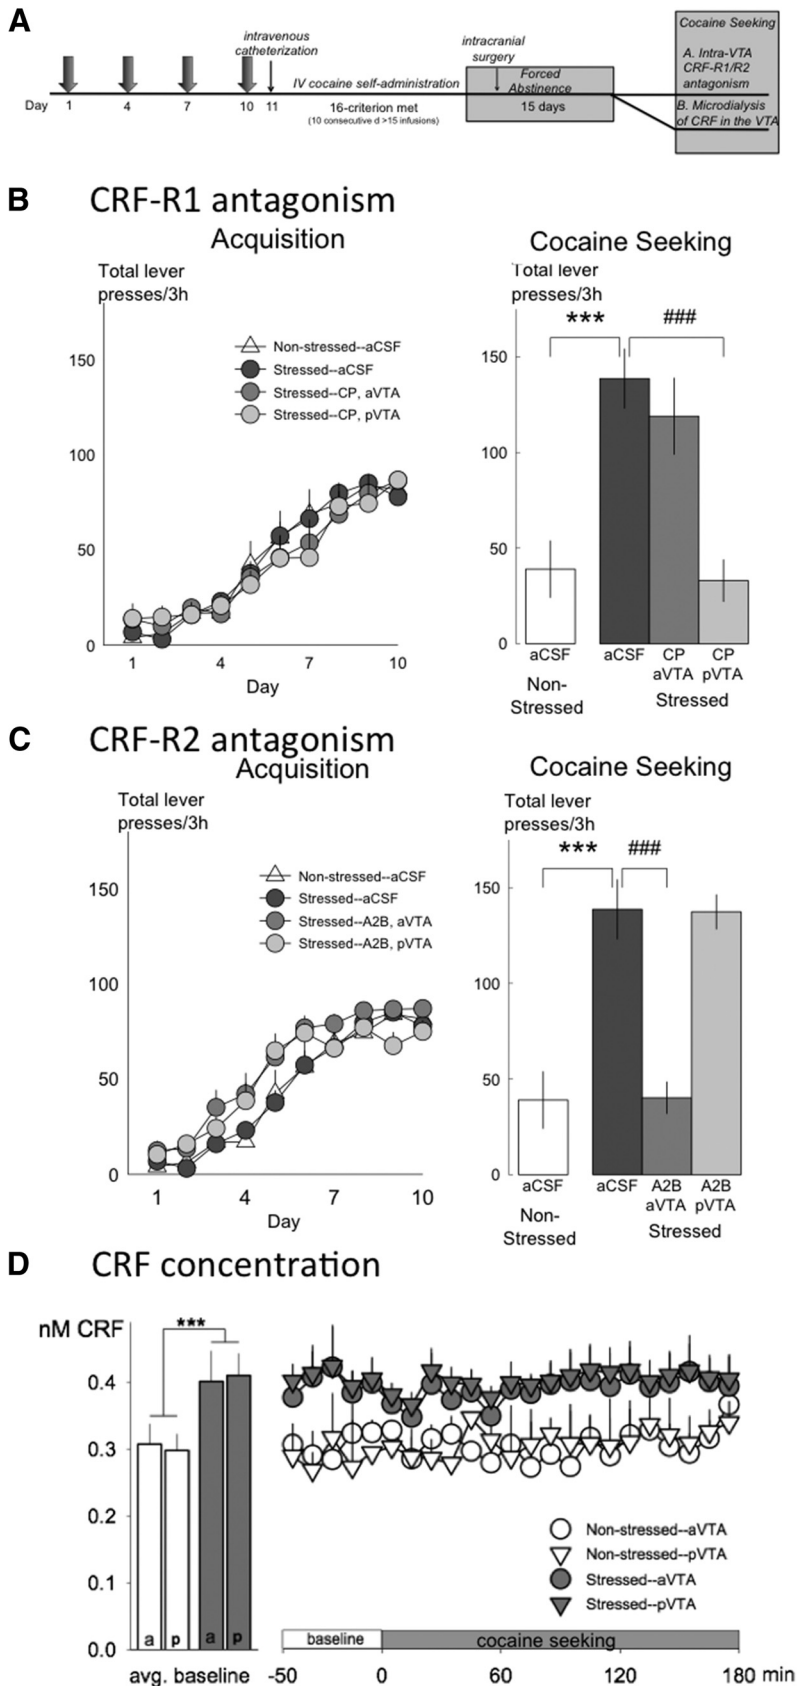 A
intravenous
catheterization
intracranial
surgery
IV cocaine self-administration
Forced
Abstinence
Cocaine Seeking
A. Intra-VTA
CRF-R1/R2
antagonism
B. Microdialysis
of CRF in the VTA
Day 1 4 7 10 11
16-criterion met
(10 consecutive d >15 infusions)
15 days
B CRF-R1 antagonism
Acquisition
Total lever
presses/3h
150
100
50
0
Non-stressed--aCSF
Stressed--aCSF
Stressed--CP, aVTA
Stressed--CP, pVTA
1 4 7 10
Day
Cocaine Seeking
Total lever
presses/3h
*** ###
150
100
50
0
aCSF aCSF CP CP
aVTA pVTA
Non-
Stressed
Stressed
C CRF-R2 antagonism
Acquisition
Total lever
presses/3h
150
100
50
0
Non-stressed--aCSF
Stressed--aCSF
Stressed--A2B, aVTA
Stressed--A2B, pVTA
1 4 7 10
Day
Cocaine Seeking
Total lever
presses/3h
*** ###
150
100
50
0
aCSF aCSF A2B A2B
aVTA pVTA
Non-
Stressed
Stressed
D CRF concentration
nM CRF
***
0.4
0.3
0.2
0.1
0.0
a p a p
avg. baseline
Non-stressed--aVTA
Non-stressed--pVTA
Stressed--aVTA
Stressed--pVTA
baseline cocaine seeking
-50 0 60 120 180 min